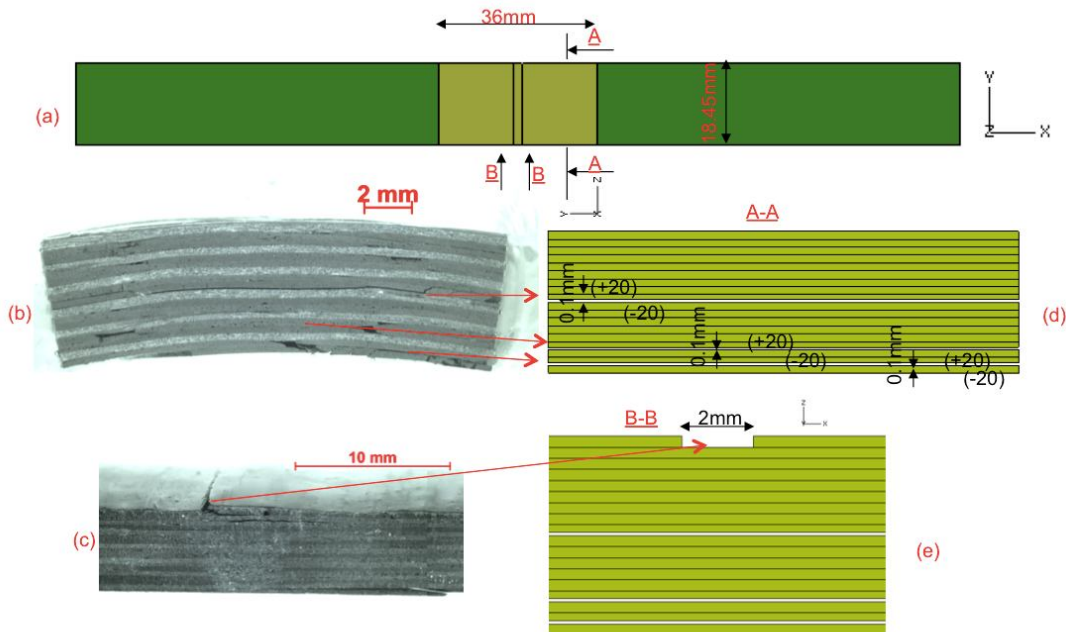 36mm
A
(a)
18.45mm
Y
Z X
B B A
Z
Y X
2 mm
A-A
(b)
0.1mm
(+20)
(-20)
(d)
0.1mm
(+20)
(-20)
0.1mm
(+20)
(-20)
B-B
2mm
Z
X
10 mm
(c)
(e)